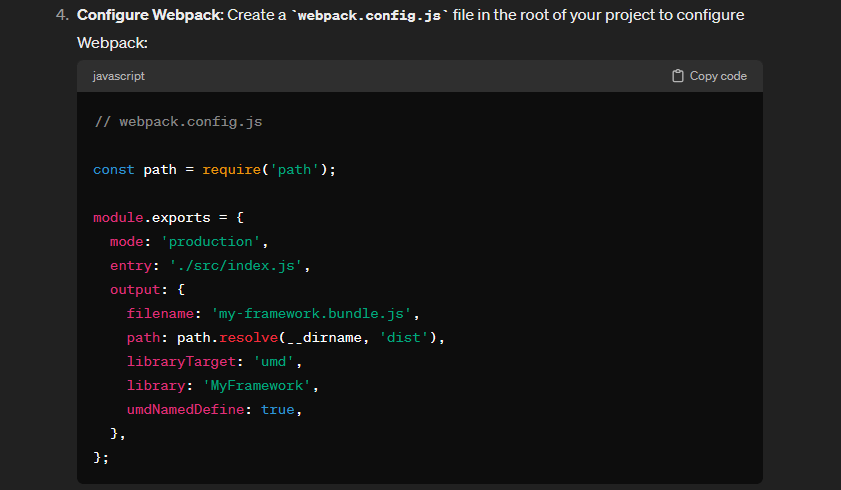 4. Configure Webpack: Create a `webpack.config.js` file in the root of your project to configure
Webpack:
javascript Copy code
// webpack.config.js
const path = require('path');
module.exports = {
  mode: 'production',
  entry: './src/index.js',
  output: {
    filename: 'my-framework.bundle.js',
    path: path.resolve(__dirname, 'dist'),
    libraryTarget: 'umd',
    library: 'MyFramework',
    umdNamedDefine: true,
  },
};